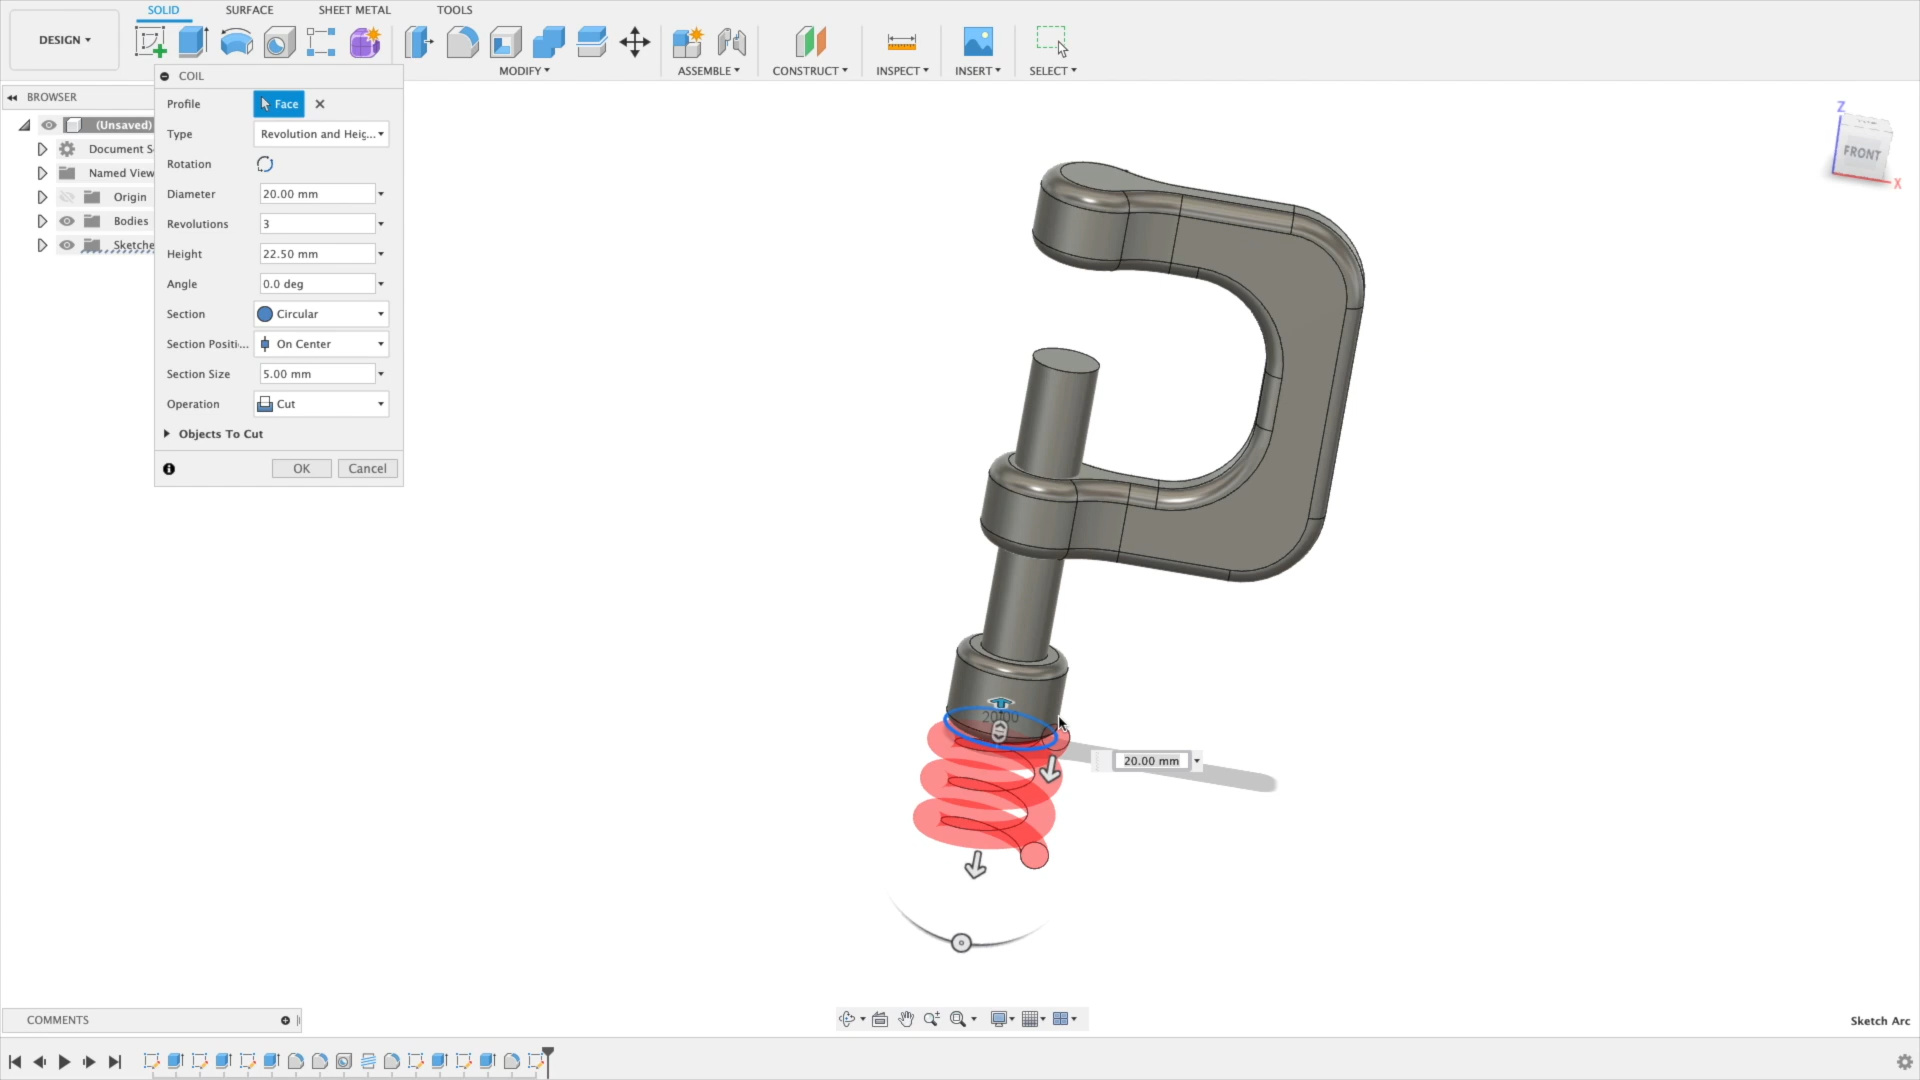 SOLID
SURFACE
SHEET METAL
TOOLS
DESIGN
MODIFY
ASSEMBLE
CONSTRUCT
INSPECT
INSERT
SELECT
COIL
BROWSER
Profile
Face
(Unsaved)
Type
Revolution and Heig...
Document S
Rotation
Named View
Diameter
20.00 mm
Origin
Revolutions
3
Bodies
Height
22.50 mm
Sketche
Angle
0.0 deg
Section
Circular
Section Positi...
On Center
Section Size
5.00 mm
Operation
Cut
Objects To Cut
OK
Cancel
Z
FRONT
X
20.00
20.00 mm
COMMENTS
Sketch Arc